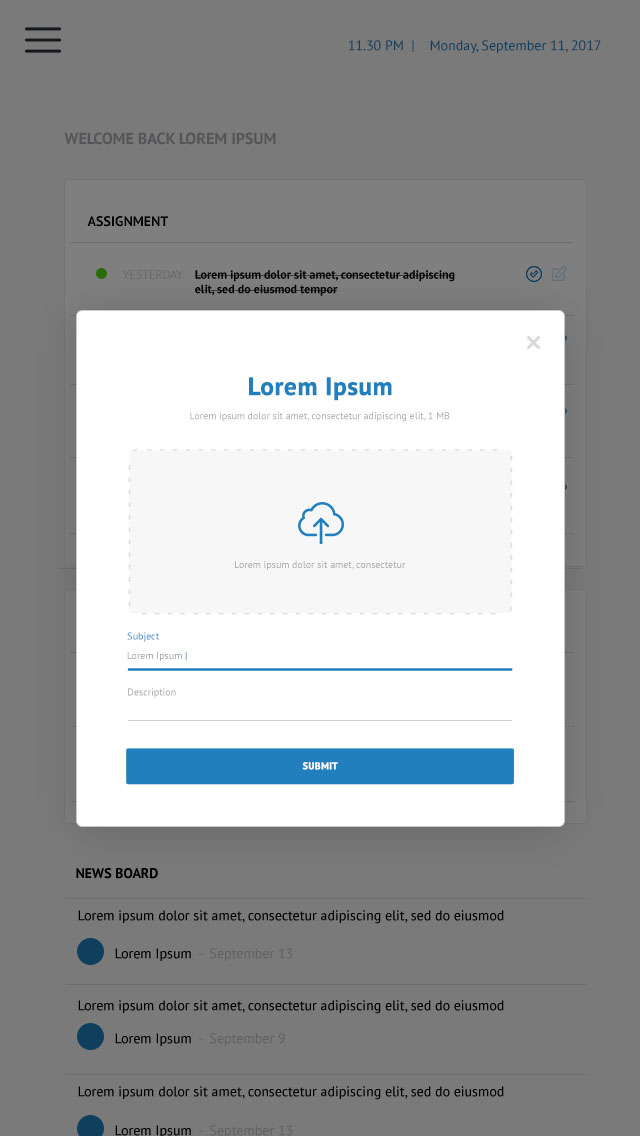 11.30 PM | Monday, September 11, 2017
WELCOME BACK LOREM IPSUM
ASSIGNMENT
YESTERDAY Lorem ipsum dolor sit amet, consectetur adipiscing
elit, sed do eiusmod tempor
Lorem Ipsum
Lorem ipsum dolor sit amet, consectetur adipiscing elit, 1 MB
Lorem ipsum dolor sit amet, consectetur
Subject
Lorem Ipsum
Description
SUBMIT
NEWS BOARD
Lorem ipsum dolor sit amet, consectetur adipiscing elit, sed do eiusmod
Lorem Ipsum - September 13
Lorem ipsum dolor sit amet, consectetur adipiscing elit, sed do eiusmod
Lorem Ipsum - September 9
Lorem ipsum dolor sit amet, consectetur adipiscing elit, sed do eiusmod
Lorem Ipsum - September 13